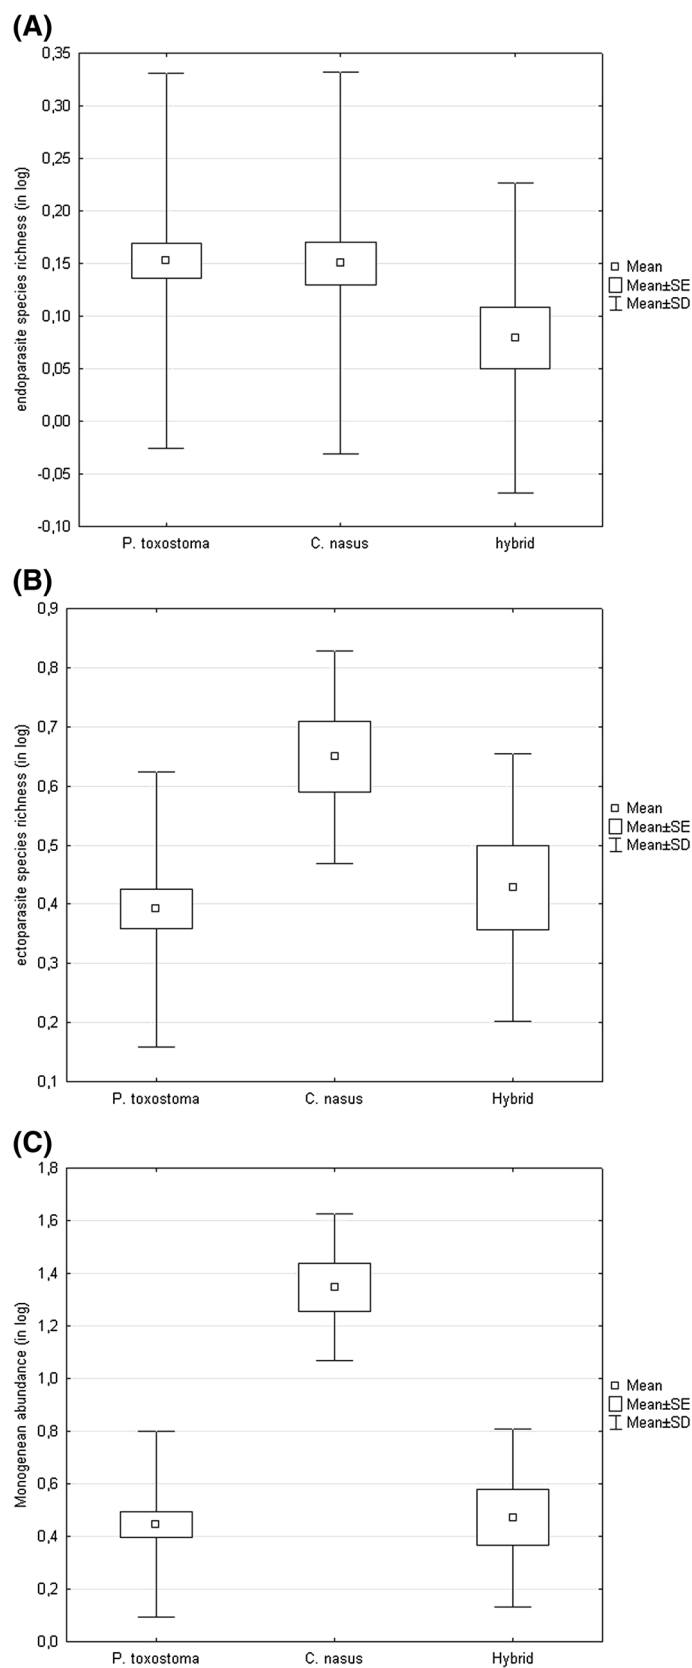 (A)
0,35
0,30
0,25
0,20
0,15
0,10
0,05
0,00
-0,05
-0,10
endoparasite species richness (in log)
P. toxostoma
C. nasus
hybrid
Mean
Mean±SE
Mean±SD
(B)
0,9
0,8
0,7
0,6
0,5
0,4
0,3
0,2
0,1
ectoparasite species richness (in log)
P. toxostoma
C. nasus
Hybrid
Mean
Mean±SE
Mean±SD
(C)
1,8
1,6
1,4
1,2
1,0
0,8
0,6
0,4
0,2
0,0
Monogenean abundance (in log)
P. toxostoma
C. nasus
Hybrid
Mean
Mean±SE
Mean±SD